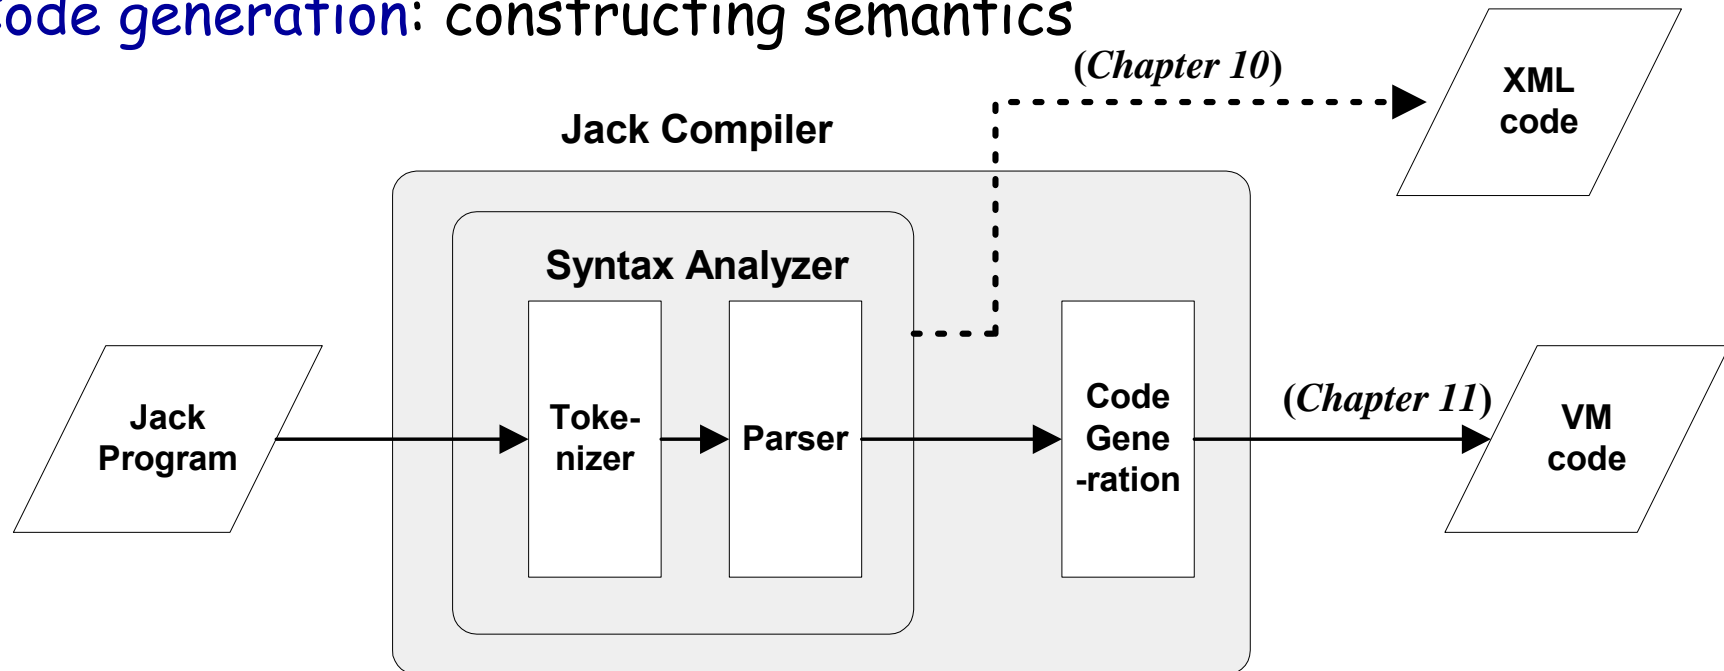 ode generation: constructing semantics
(Chapter 10)
XML
code
Jack Compiler
Syntax Analyzer
Jack
Program
Toke-
nizer
Parser
Code
Gene
-ration
(Chapter 11)
VM
code